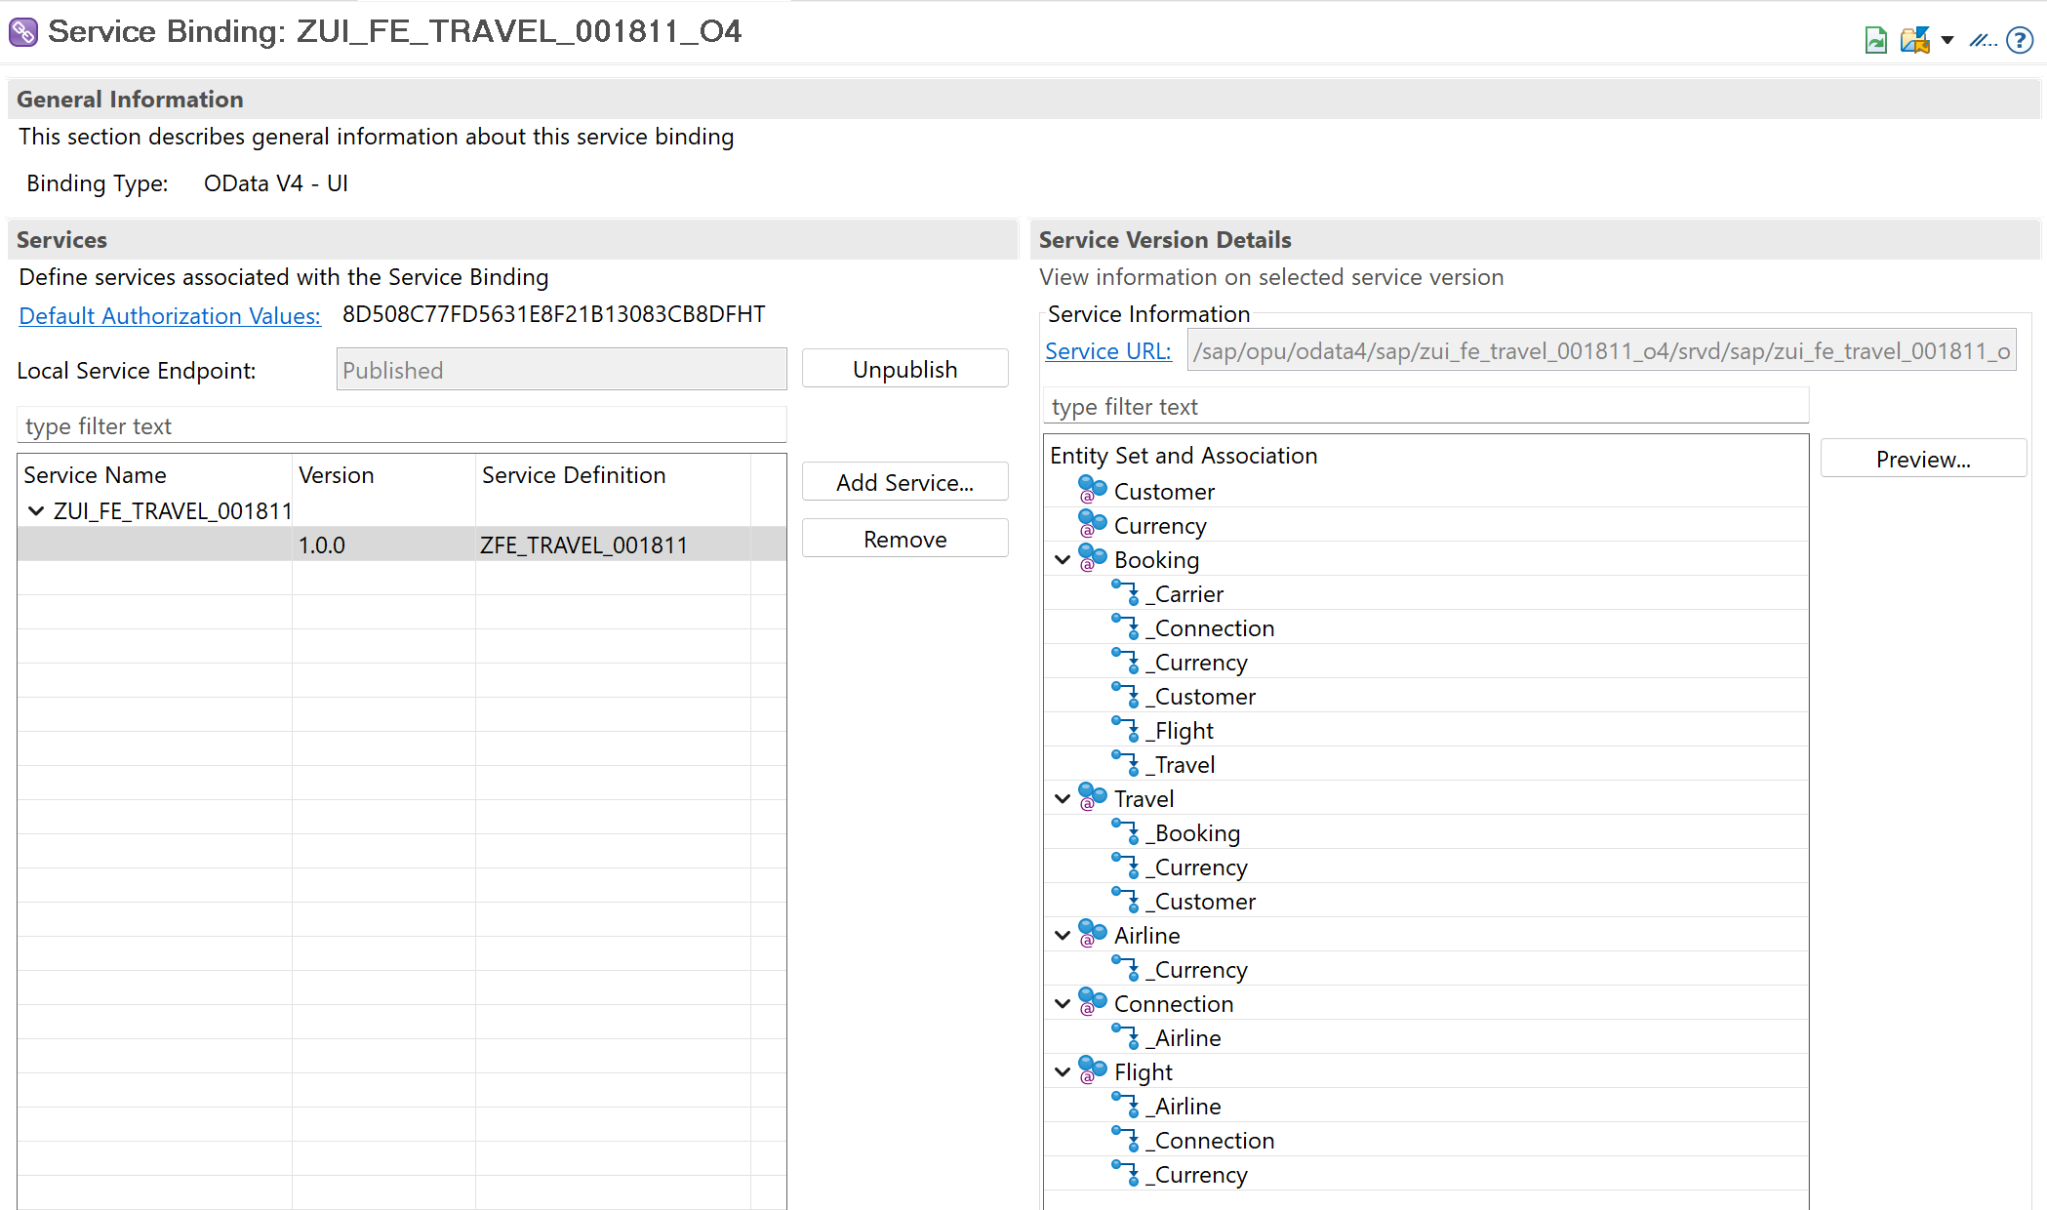 Service Binding: ZUI_FE_TRAVEL_001811_O4
General Information
This section describes general information about this service binding
Binding Type: OData V4 - UI
Services
Define services associated with the Service Binding
Default Authorization Values: 8D508C77FD5631E8F21B13083CB8DFHT
Local Service Endpoint: Published Unpublish
type filter text
Service Name Version Service Definition
ZUI_FE_TRAVEL_001811
1.0.0 ZFE_TRAVEL_001811
Add Service...
Remove
Service Version Details
View information on selected service version
Service Information
Service URL: /sap/opu/odata4/sap/zui_fe_travel_001811_o4/srvd/sap/zui_fe_travel_001811_o
type filter text
Entity Set and Association
Preview...
Customer
Currency
Booking
_Carrier
_Connection
_Currency
_Customer
_Flight
_Travel
Travel
_Booking
_Currency
_Customer
Airline
_Currency
Connection
_Airline
Flight
_Airline
_Connection
_Currency